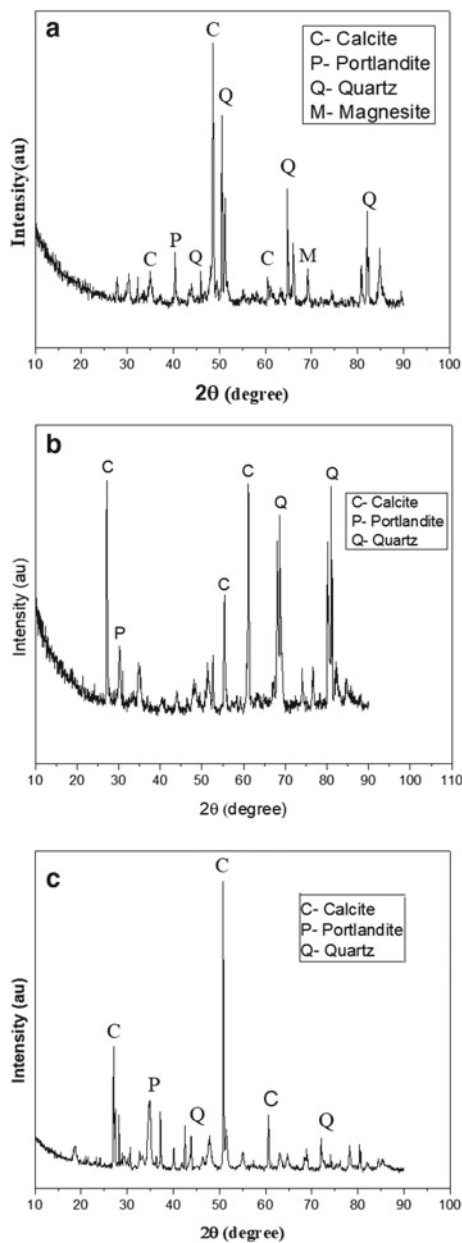 a
C- Calcite
P- Portlandite
Q- Quartz
M- Magnesite
C
Q
Q
Q
C
P
Q
C
M
Intensity (au)
10 20 30 40 50 60 70 80 90 100
2θ (degree)
b
C- Calcite
P- Portlandite
Q- Quartz
C
C
Q
Q
C
P
Intensity (au)
10 20 30 40 50 60 70 80 90 100 110
2θ (degree)
c
C- Calcite
P- Portlandite
Q- Quartz
C
C
P
Q
C
Q
Intensity (au)
10 20 30 40 50 60 70 80 90 100
2θ (degree)